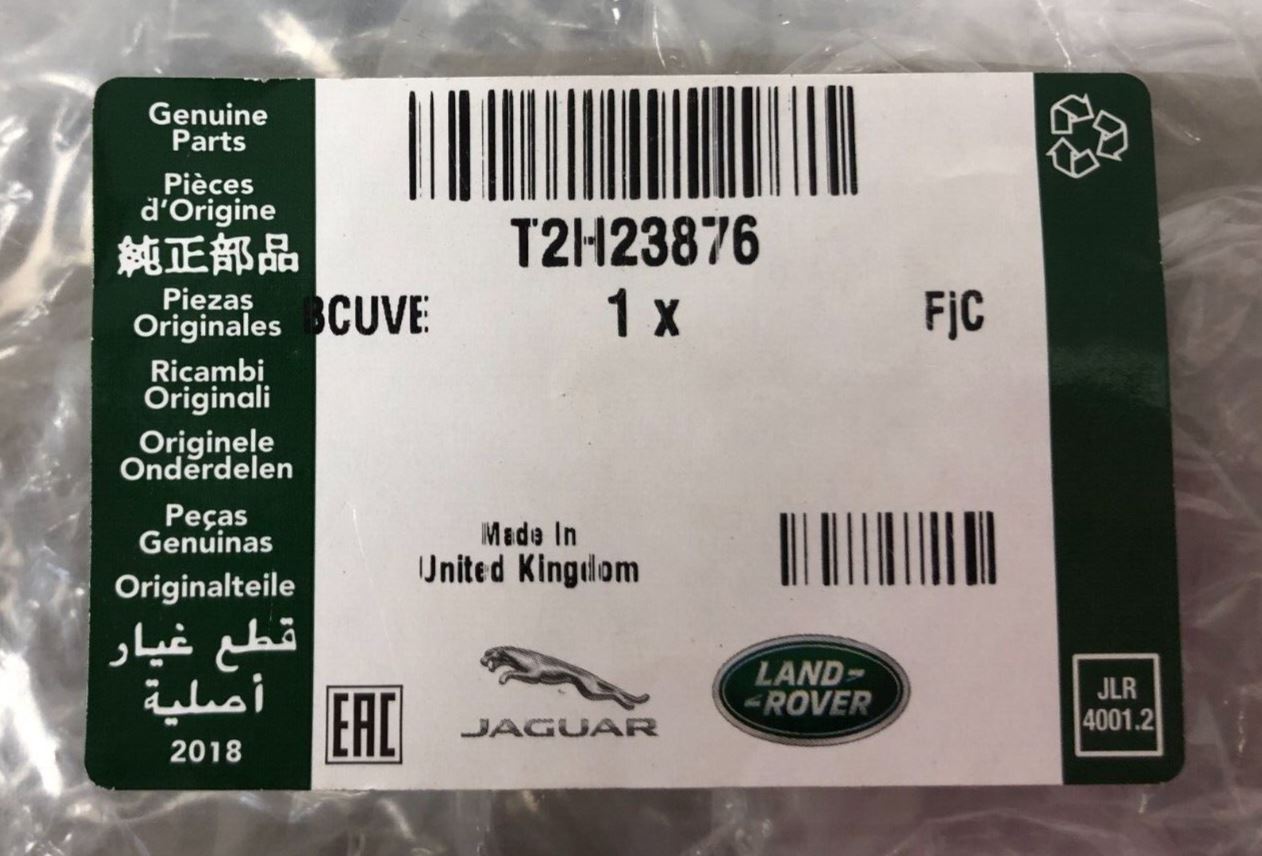 Genuine
Parts
Pièces
d'Origine
純正部品
Piezas
Originales
Ricambi
Originali
Originele
Onderdelen
Peças
Genuinas
Originalteile
قطع غيار
أصلية
2018
T2H23876
BCUVE 1 x FjC
Made In
United Kingdom
EAC
JAGUAR
LAND-
-ROVER
JLR
4001.2